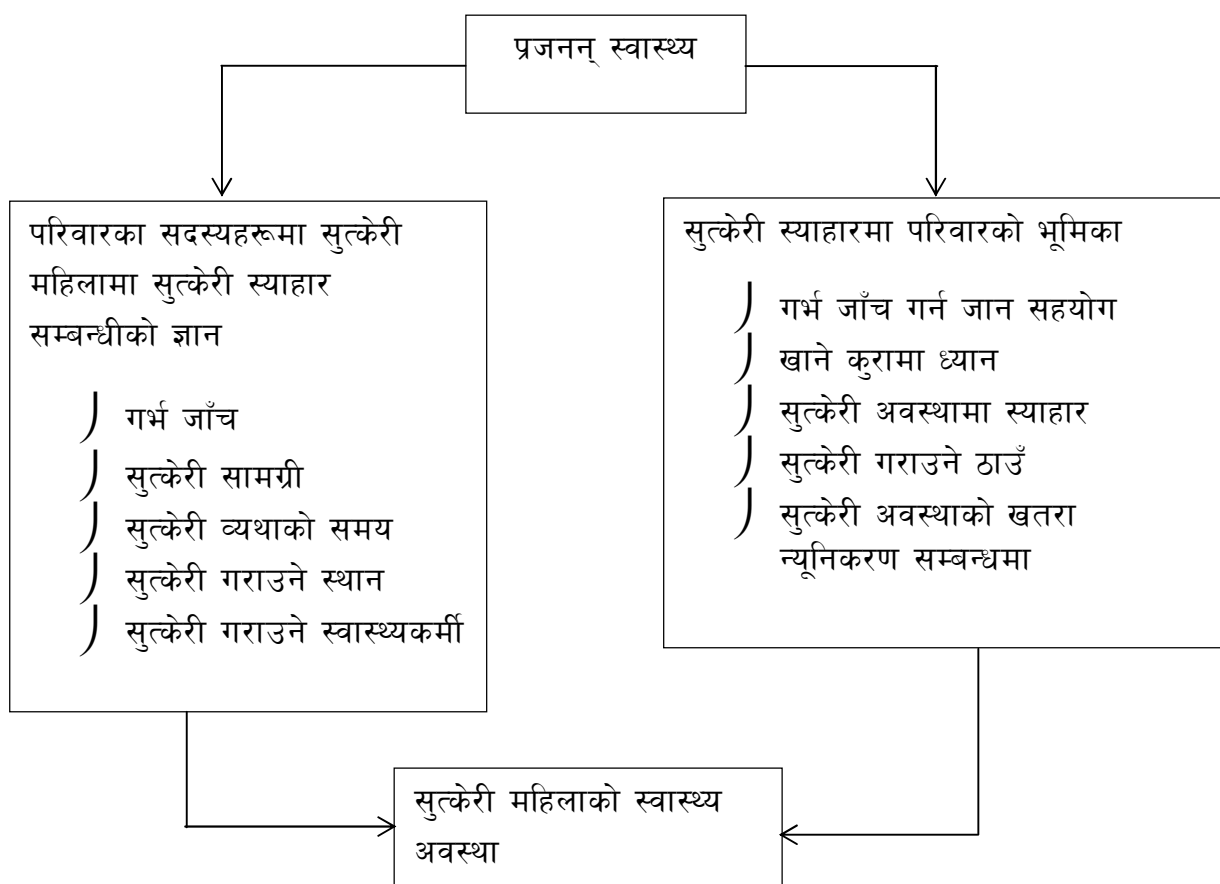 प्रजनन् स्वास्थ्य
परिवारका सदस्यहरूमा सुत्केरी
महिलामा सुत्केरी स्याहार
सम्बन्धीको ज्ञान
गर्भ जाँच
सुत्केरी सामग्री
सुत्केरी व्यथाको समय
सुत्केरी गराउने स्थान
सुत्केरी गराउने स्वास्थ्यकर्मी
सुत्केरी स्याहारमा परिवारको भूमिका
गर्भ जाँच गर्न जान सहयोग
खाने कुरामा ध्यान
सुत्केरी अवस्थामा स्याहार
सुत्केरी गराउने ठाउँ
सुत्केरी अवस्थाको खतरा
न्यूनिकरण सम्बन्धमा
सुत्केरी महिलाको स्वास्थ्य
अवस्था